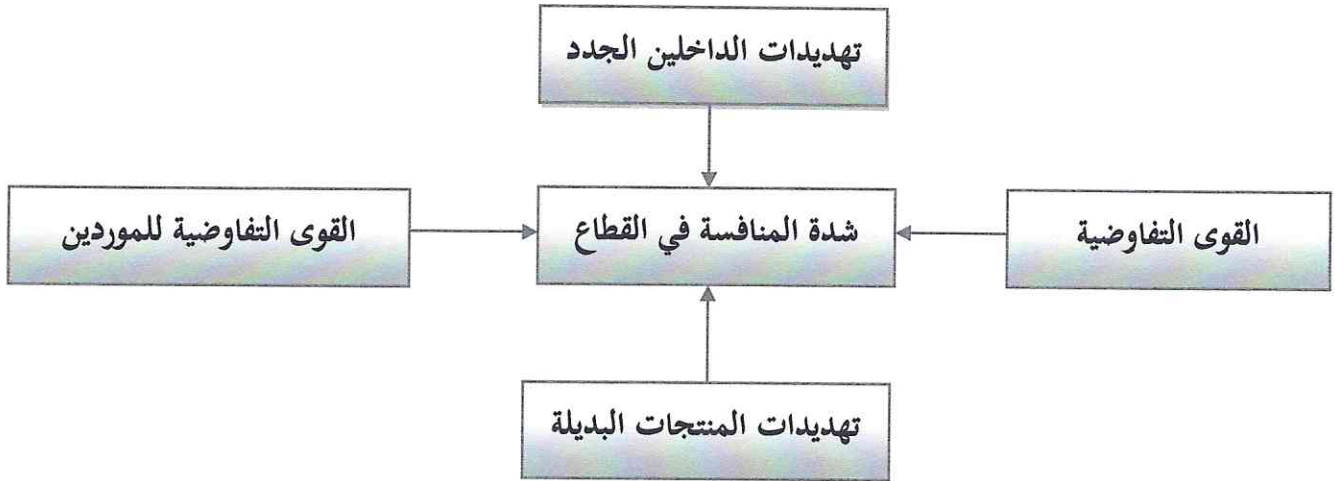 تهديدات الداخلين الجدد
القوى التفاوضية
شدة المنافسة في القطاع
القوى التفاوضية للموردين
تهديدات المنتجات البديلة